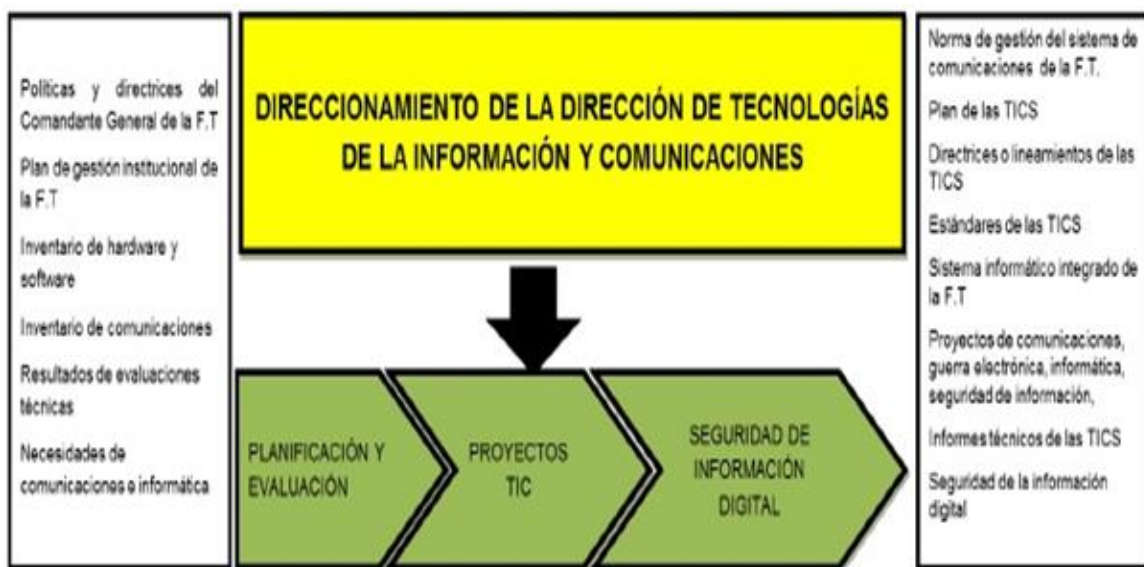 Políticas y directrices del
Comandante General de la F.T
Plan de gestión institucional de
la F.T
Inventario de hardware y
software
Inventario de comunicaciones
Resultados de evaluaciones
técnicas
Necesidades de
comunicaciones e informática
DIRECCIONAMIENTO DE LA DIRECCIÓN DE TECNOLOGÍAS
DE LA INFORMACIÓN Y COMUNICACIONES
PLANIFICACIÓN Y
EVALUACIÓN
PROYECTOS
TIC
SEGURIDAD DE
INFORMACIÓN
DIGITAL
Norma de gestión del sistema de
comunicaciones de la F.T.
Plan de las TICS
Directrices o lineamientos de las
TICS
Estándares de las TICS
Sistema informático integrado de
la F.T
Proyectos de comunicaciones,
guerra electrónica, informática,
seguridad de información,
Informes técnicos de las TICS
Seguridad de la información
digital